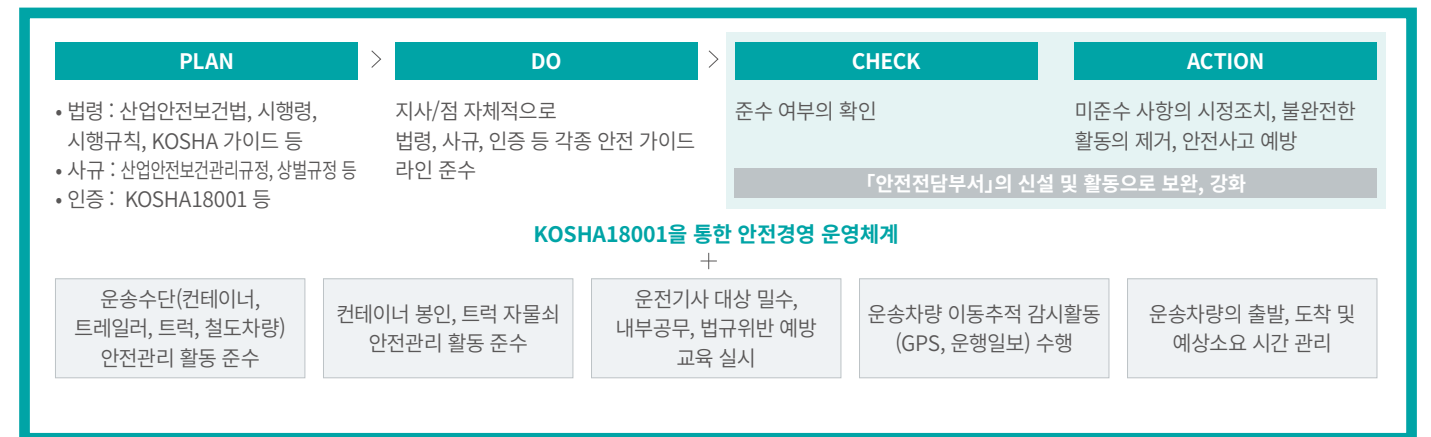 PLAN
• 법령 : 산업안전보건법, 시행령,
시행규칙, KOSHA 가이드 등
• 사규 : 산업안전보건관리규정, 상벌규정 등
• 인증 : KOSHA18001 등
>
DO
지사/점 자체적으로
법령, 사규, 인증 등 각종 안전 가이드
라인 준수
>
CHECK
준수 여부의 확인
ACTION
미준수 사항의 시정조치, 불완전한
활동의 제거, 안전사고 예방
「안전전담부서」의 신설 및 활동으로 보완, 강화
KOSHA18001을 통한 안전경영 운영체계
+
운송수단(컨테이너,
트레일러, 트럭, 철도차량)
안전관리 활동 준수
컨테이너 봉인, 트럭 자물쇠
안전관리 활동 준수
운전기사 대상 밀수,
내부공무, 법규위반 예방
교육 실시
운송차량 이동추적 감시활동
(GPS, 운행일보) 수행
운송차량의 출발, 도착 및
예상소요 시간 관리